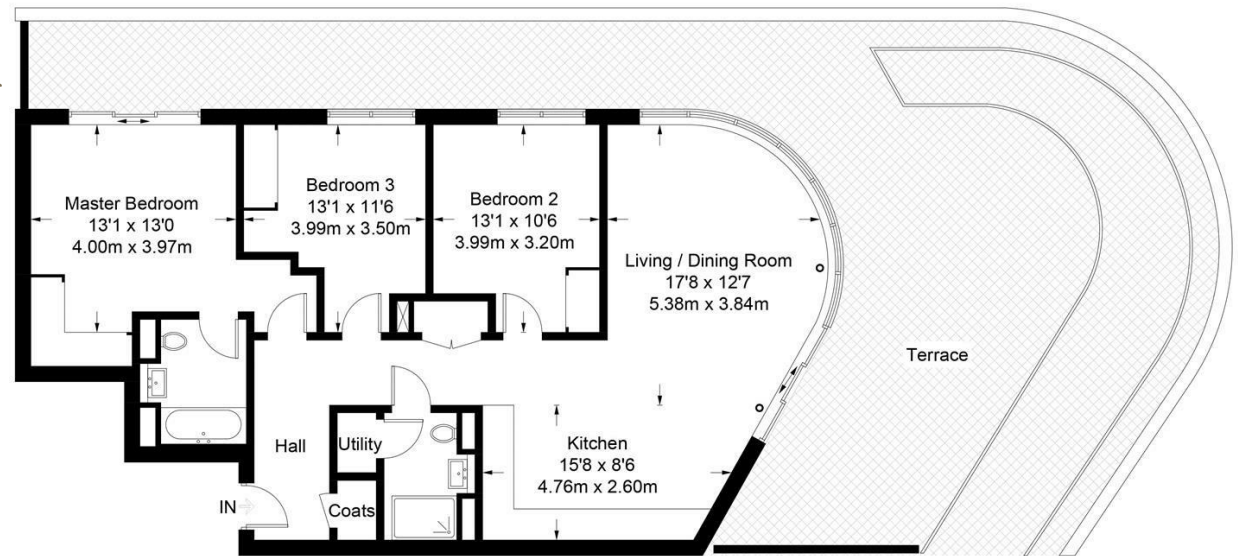 Master Bedroom
13'1 x 13'0
4.00m x 3.97m
Bedroom 3
13'1 x 11'6
3.99m x 3.50m
Bedroom 2
13'1 x 10'6
3.99m x 3.20m
Living / Dining Room
17'8 x 12'7
5.38m x 3.84m
Terrace
Hall
Utility
Kitchen
15'8 x 8'6
4.76m x 2.60m
IN
Coats